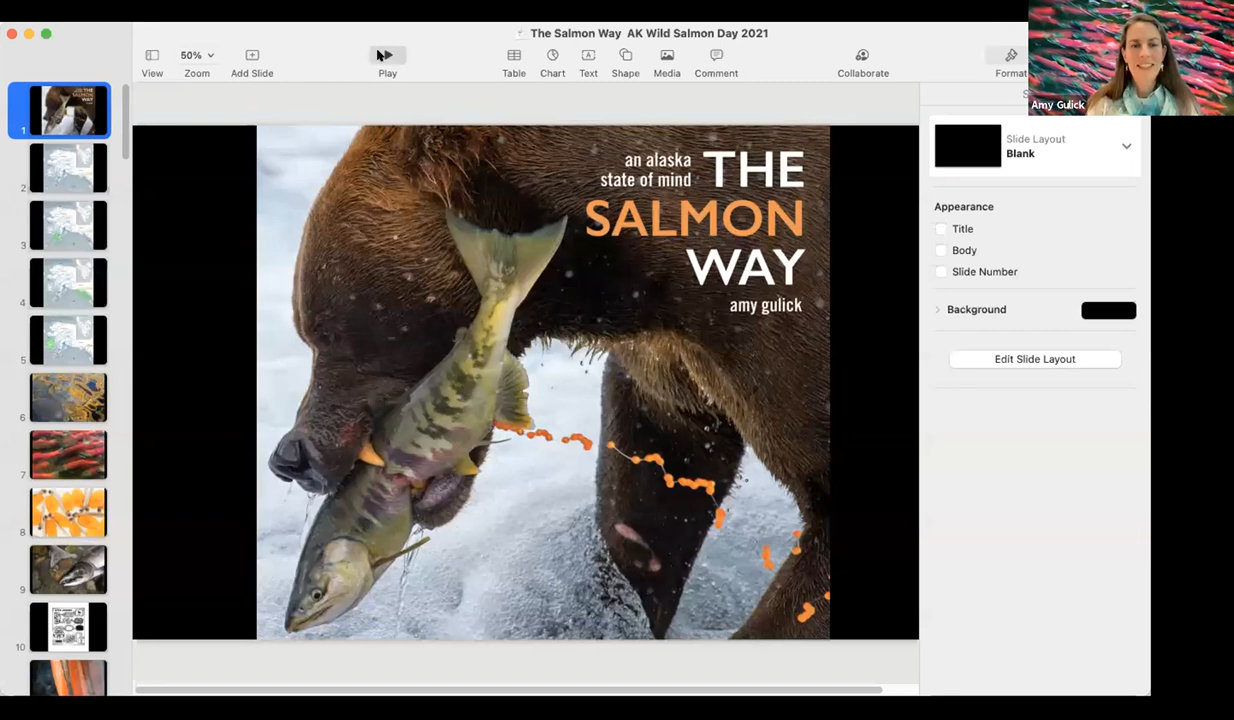 The Salmon Way AK Wild Salmon Day 2021
50%
View
Zoom
Add Slide
Play
Table
Chart
Text
Shape
Media
Comment
Collaborate
Format
Amy Gulick
1
2
3
4
5
6
7
8
9
10
an alaska
state of mind
THE
SALMON
WAY
amy gulick
Slide Layout
Blank
Appearance
Title
Body
Slide Number
Background
Edit Slide Layout